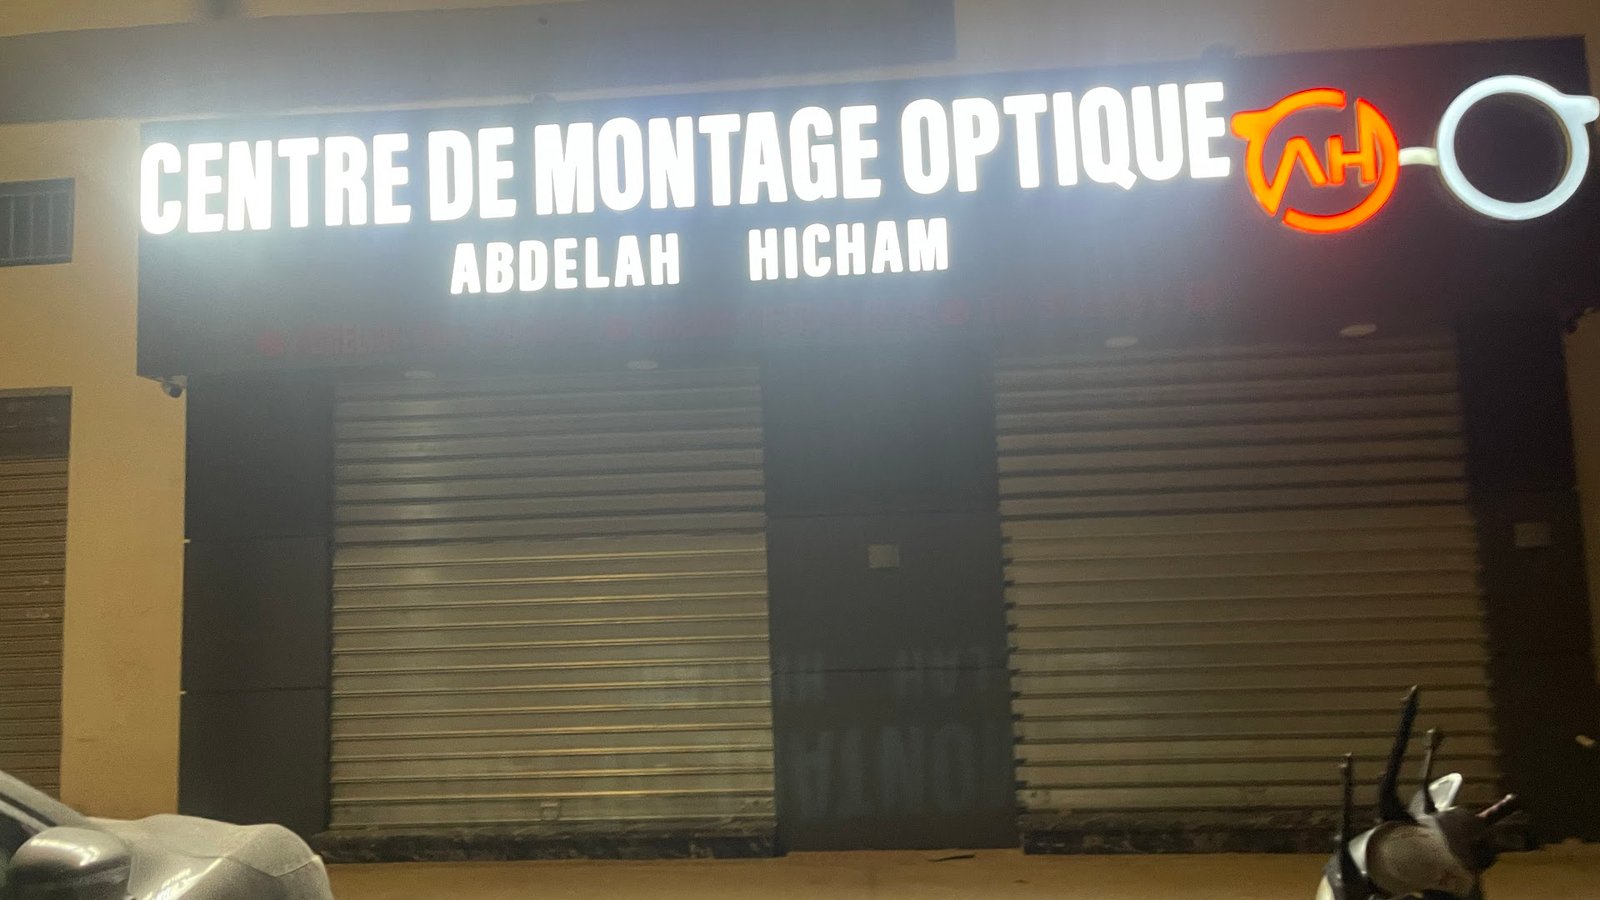 CENTRE DE MONTAGE OPTIQUE
AH
ABDELAH HICHAM